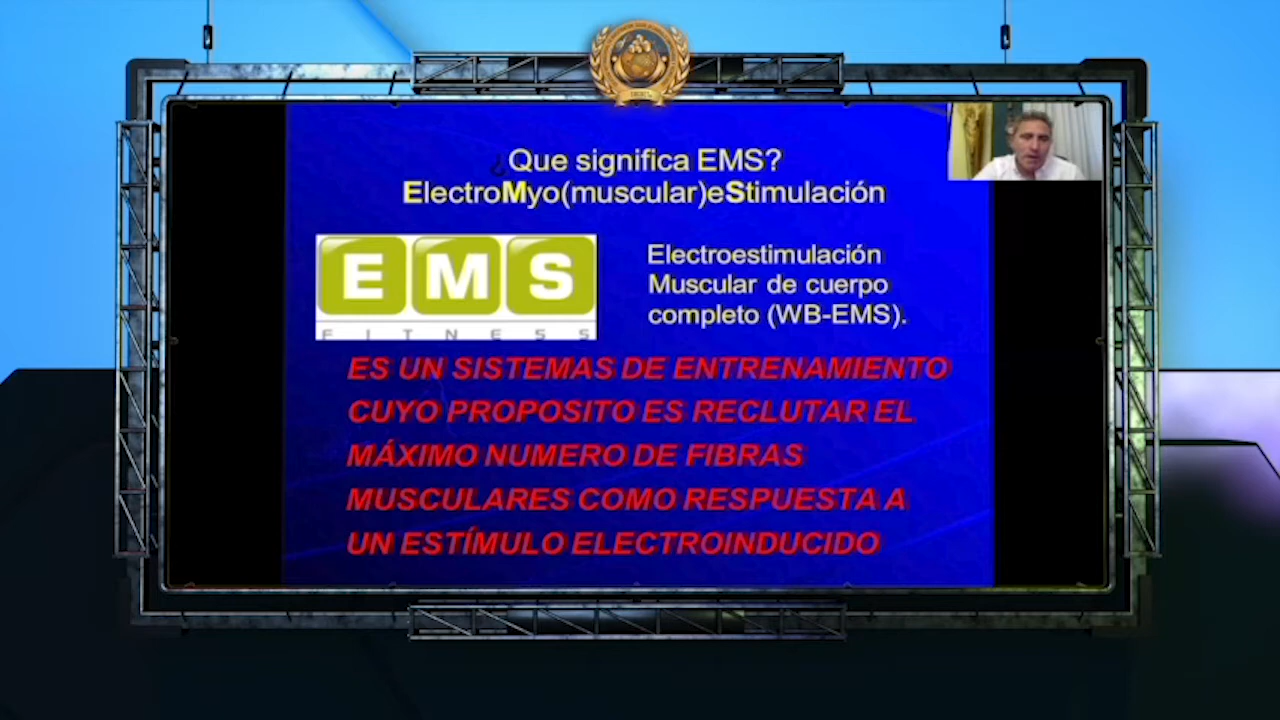 ¿Que significa EMS?
ElectroMyo(muscular)eStimulación
EMS
FITNESS
Electroestimulación
Muscular de cuerpo
completo (WB-EMS).
ES UN SISTEMAS DE ENTRENAMIENTO
CUYO PROPOSITO ES RECLUTAR EL
MÁXIMO NUMERO DE FIBRAS
MUSCULARES COMO RESPUESTA A
UN ESTÍMULO ELECTROINDUCIDO